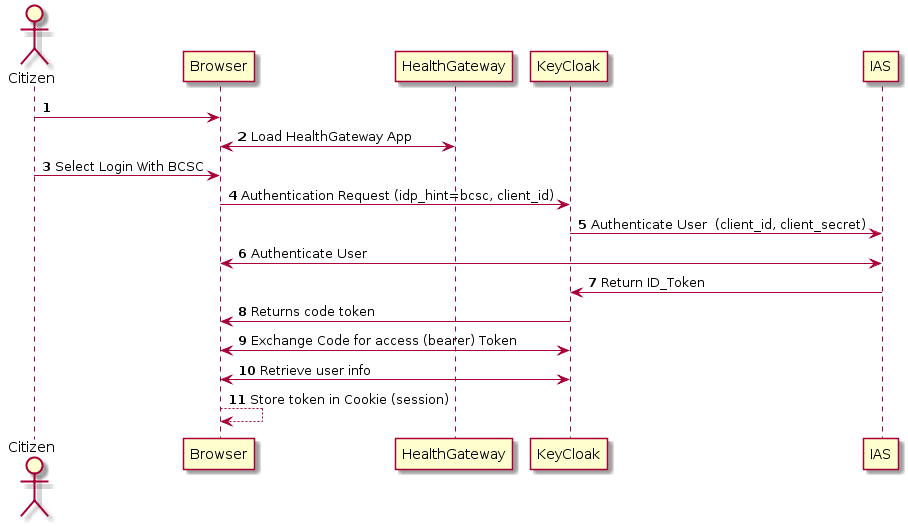 Citizen
Browser
HealthGateway
KeyCloak
IAS
1
2 Load HealthGateway App
3 Select Login With BCSC
4 Authentication Request (idp_hint=bcsc, client_id)
5 Authenticate User  (client_id, client_secret)
6 Authenticate User
7 Return ID_Token
8 Returns code token
9 Exchange Code for access (bearer) Token
10 Retrieve user info
11 Store token in Cookie (session)
Citizen
Browser
HealthGateway
KeyCloak
IAS